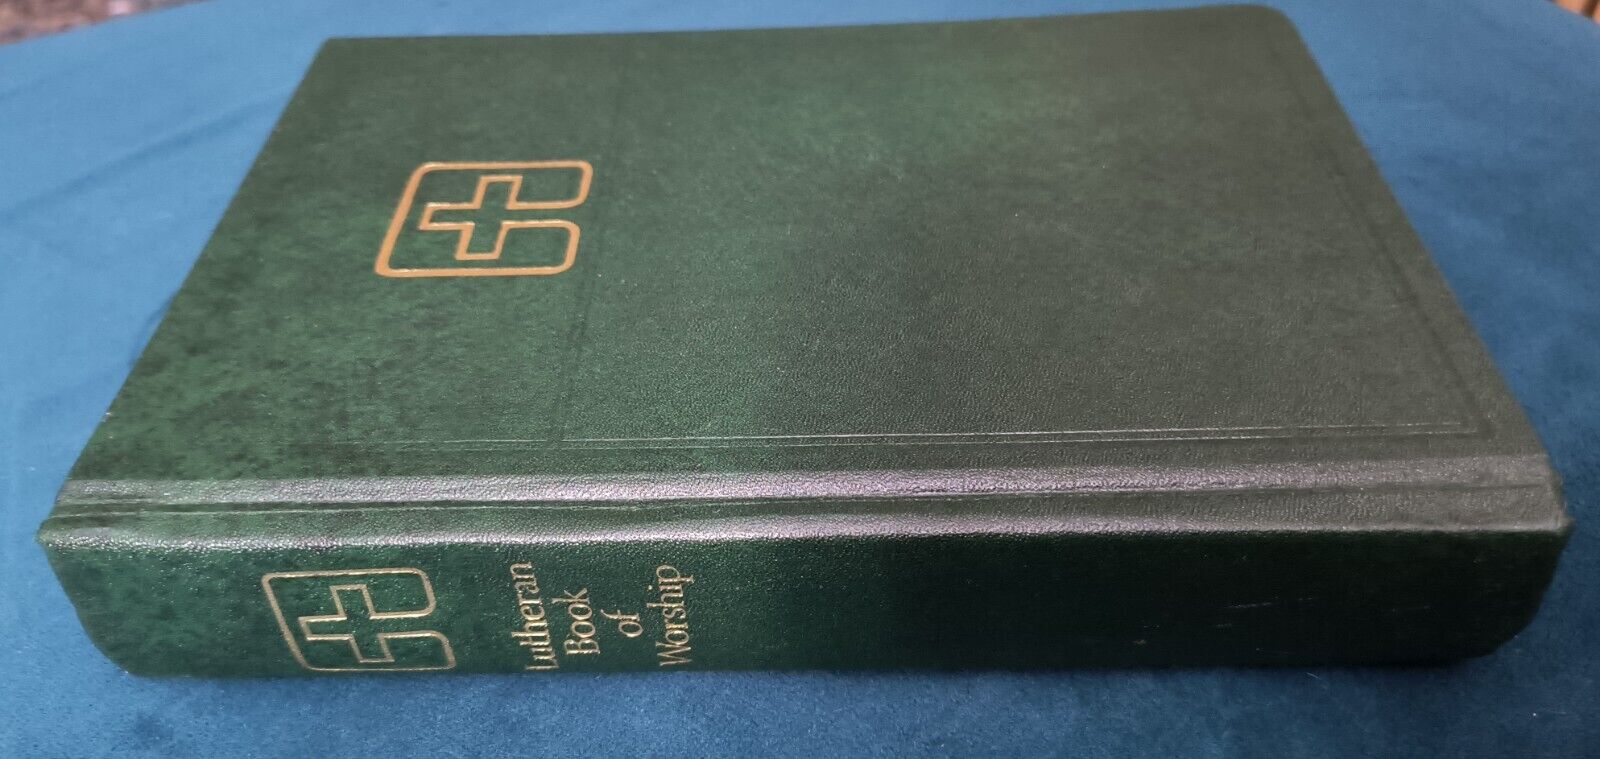 Lutheran
Book
of
Worship